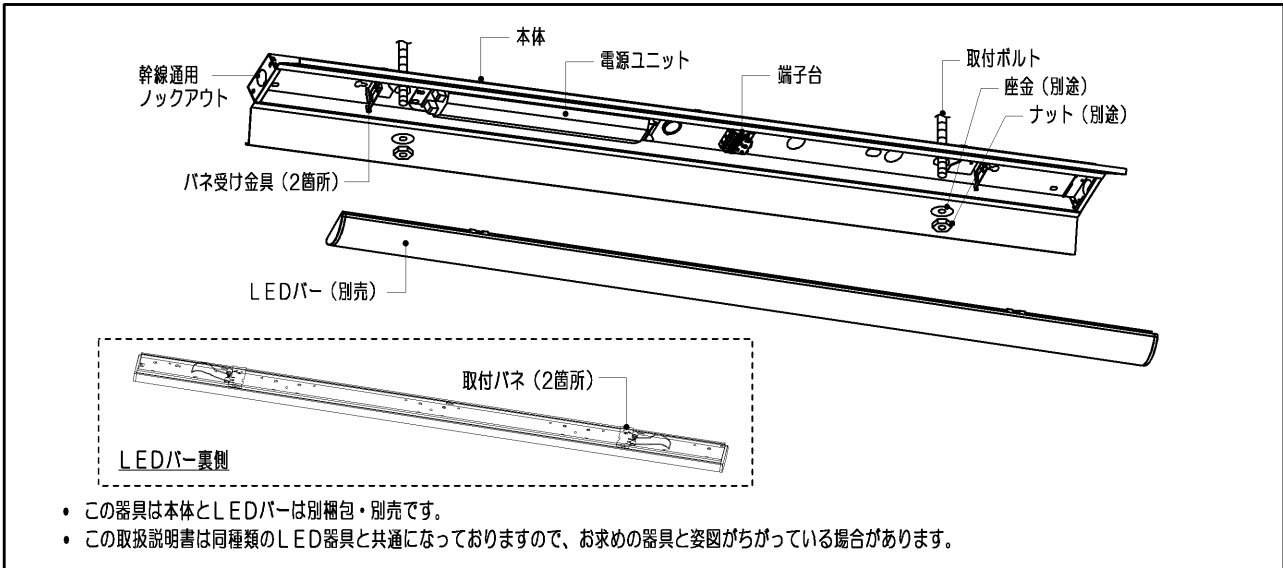 本体
電源ユニット
端子台
取付ボルト
座金（別途）
ナット（別途）
幹線通用
ノックアウト
バネ受け金具（2箇所）
ＬＥＤバー（別売）
取付バネ（2箇所）
ＬＥＤバー裏側
• この器具は本体とＬＥＤバーは別梱包・別売です。
• この取扱説明書は同種類のＬＥＤ器具と共通になっておりますので、お求めの器具と姿図がちがっている場合があります。